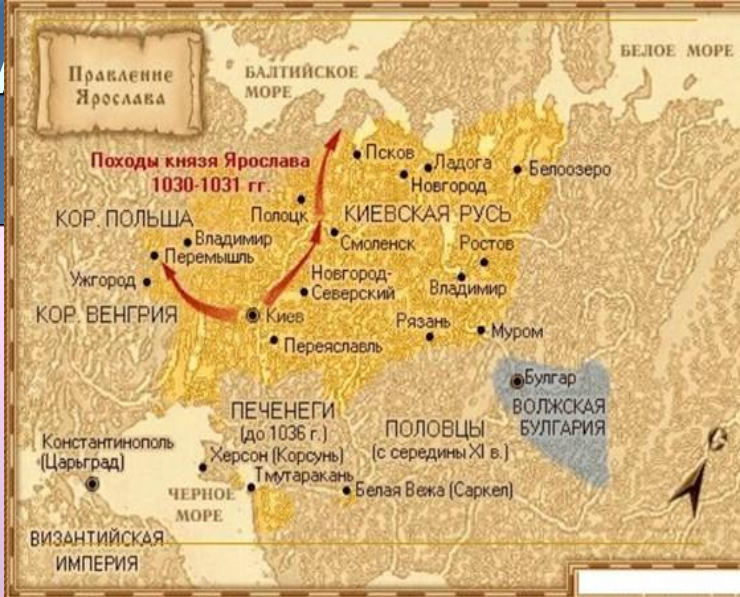 Правление
Ярослава
БАЛТИЙСКОЕ
МОРЕ
БЕЛОЕ МОРЕ
Походы князя Ярослава
1030-1031 гг.
Псков
Ладога
Новгород
Белоозеро
Полоцк
КИЕВСКАЯ РУСЬ
КОР. ПОЛЬША
Владимир
Перемышль
Смоленск
Ростов
Ужгород
Новгород-
Северский
Владимир
КОР. ВЕНГРИЯ
Киев
Рязань
Муром
Переяславль
Булгар
ВОЛЖСКАЯ
БУЛГАРИЯ
ПЕЧЕНЕГИ
(до 1036 г.)
ПОЛОВЦЫ
(с середины XI в.)
Константинополь
(Царьград)
Херсон (Корсунь)
Тмутаракань
Белая Вежа (Саркел)
ЧЕРНОЕ
МОРЕ
ВИЗАНТИЙСКАЯ
ИМПЕРИЯ
С